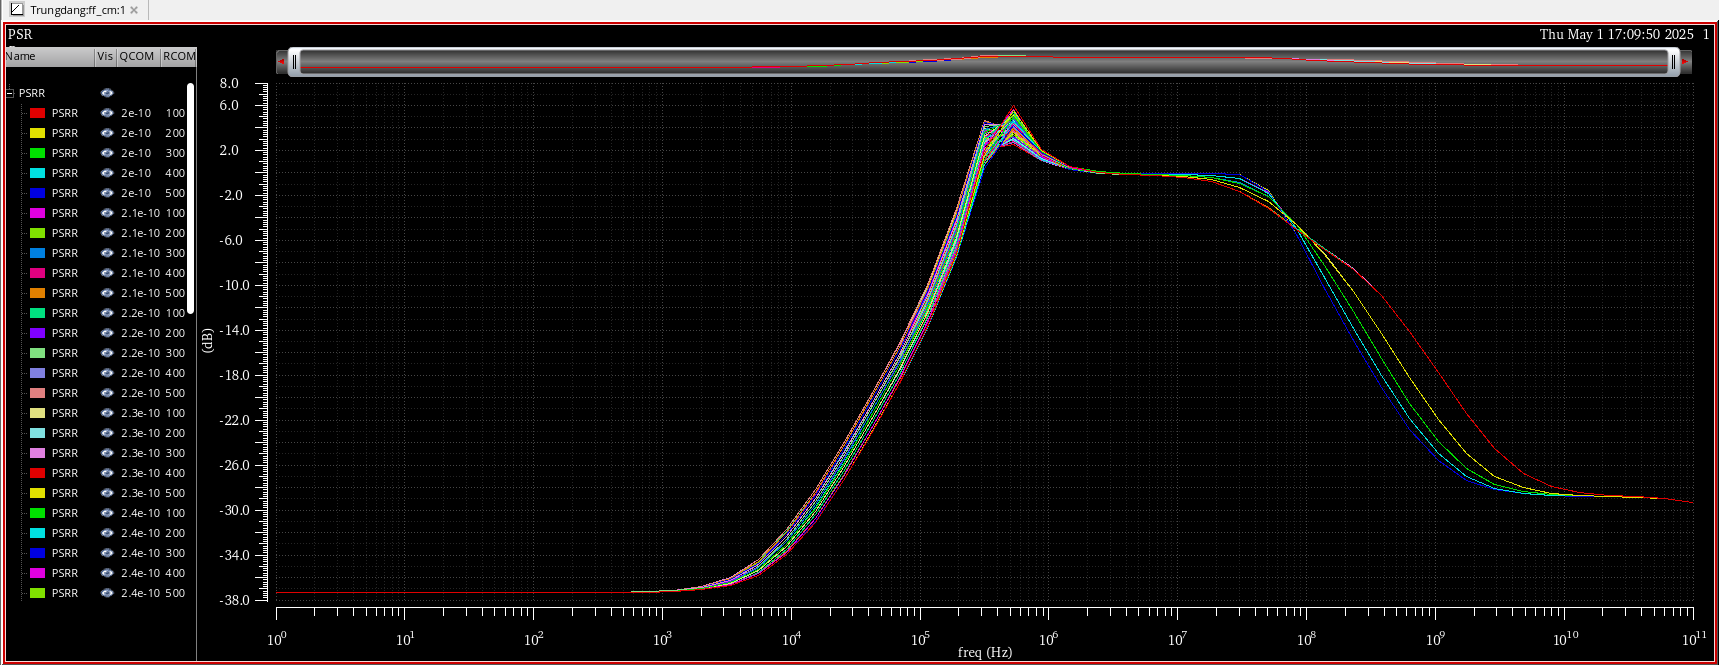 Trungdang:ff_cm:1
PSR
Thu May 1 17:09:50 2025 1
Name Vis QCOM RCOM
PSRR
PSRR 2e-10 100
PSRR 2e-10 200
PSRR 2e-10 300
PSRR 2e-10 400
PSRR 2e-10 500
PSRR 2.1e-10 100
PSRR 2.1e-10 200
PSRR 2.1e-10 300
PSRR 2.1e-10 400
PSRR 2.1e-10 500
PSRR 2.2e-10 100
PSRR 2.2e-10 200
PSRR 2.2e-10 300
PSRR 2.2e-10 400
PSRR 2.2e-10 500
PSRR 2.3e-10 100
PSRR 2.3e-10 200
PSRR 2.3e-10 300
PSRR 2.3e-10 400
PSRR 2.3e-10 500
PSRR 2.4e-10 100
PSRR 2.4e-10 200
PSRR 2.4e-10 300
PSRR 2.4e-10 400
PSRR 2.4e-10 500
(dB)
8.0
6.0
2.0
-2.0
-6.0
-10.0
-14.0
-18.0
-22.0
-26.0
-30.0
-34.0
-38.0
10⁰ 10¹ 10² 10³ 10⁴ 10⁵ 10⁶ 10⁷ 10⁸ 10⁹ 10¹⁰ 10¹¹
freq (Hz)